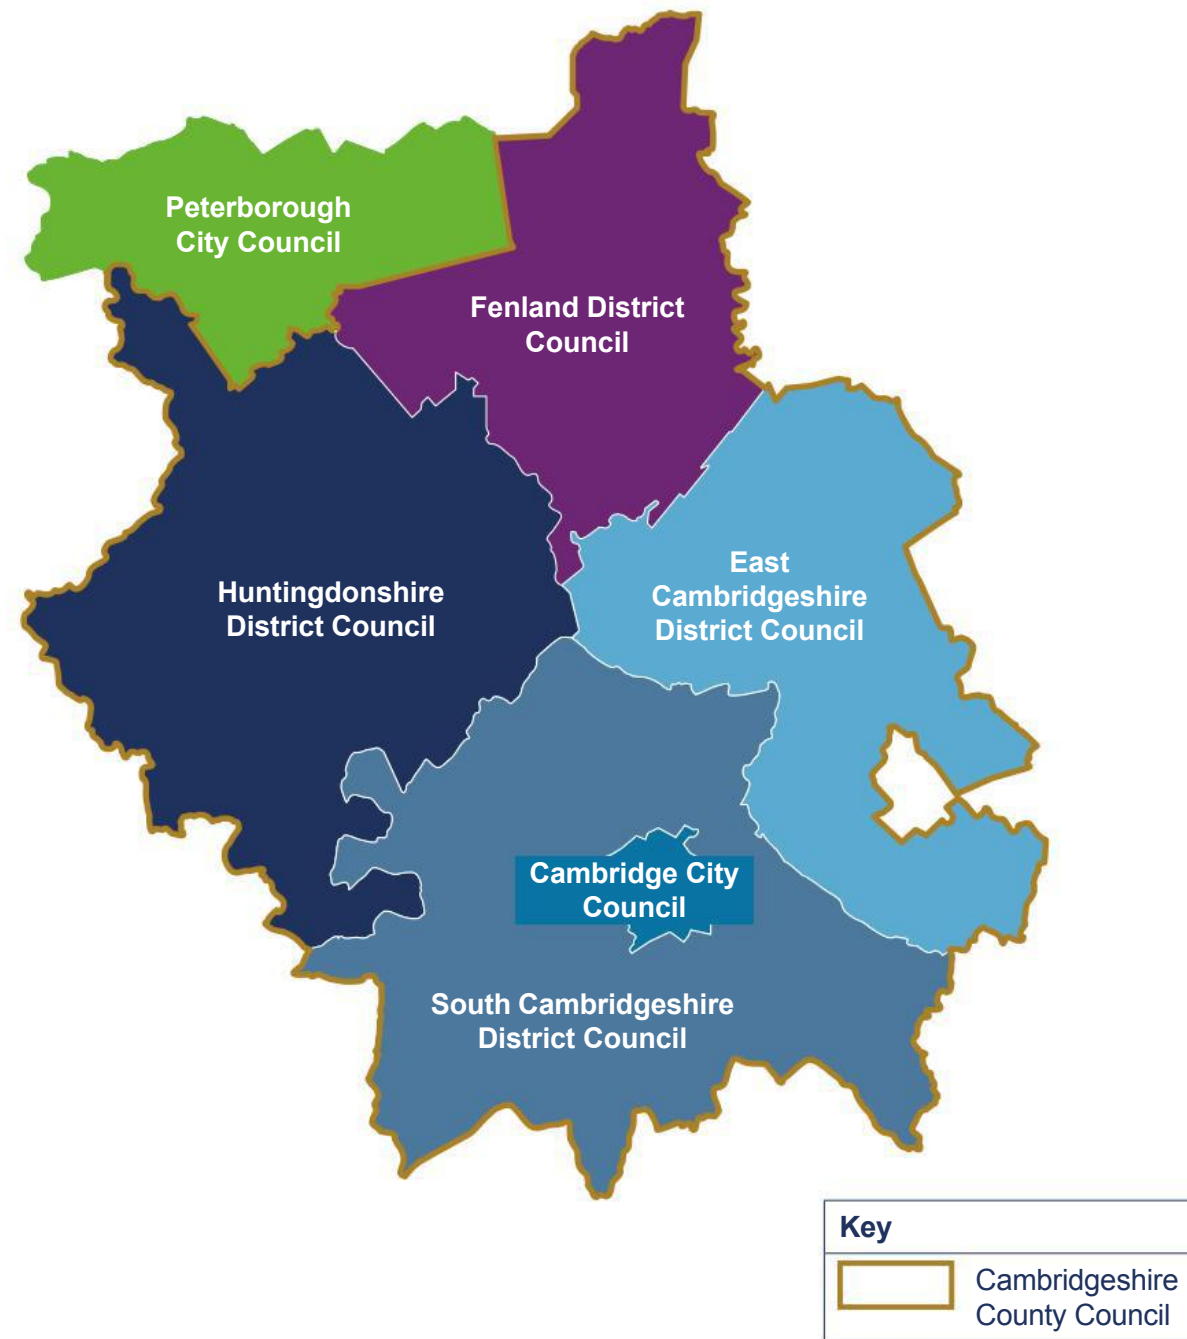 Peterborough
City Council
Fenland District
Council
East
Cambridgeshire
District Council
Huntingdonshire
District Council
Cambridge City
Council
South Cambridgeshire
District Council
Key
Cambridgeshire
County Council